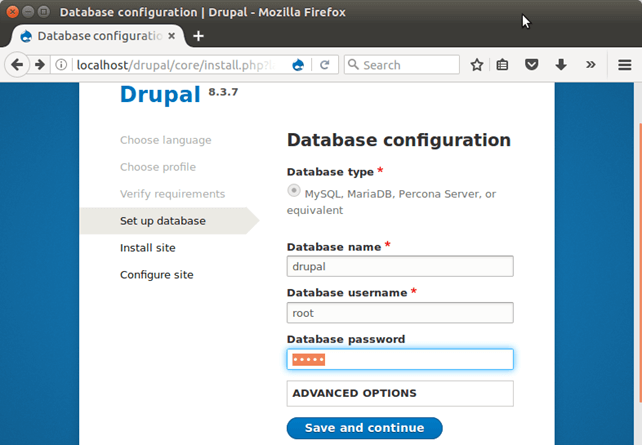 Database configuration | Drupal - Mozilla Firefox
Database configuratio
localhost/drupal/core/install.php?
Search
Drupal 8.3.7
Choose language
Choose profile
Verify requirements
Set up database
Install site
Configure site
Database configuration
Database type *
MySQL, MariaDB, Percona Server, or
equivalent
Database name *
drupal
Database username *
root
Database password
•••••
ADVANCED OPTIONS
Save and continue